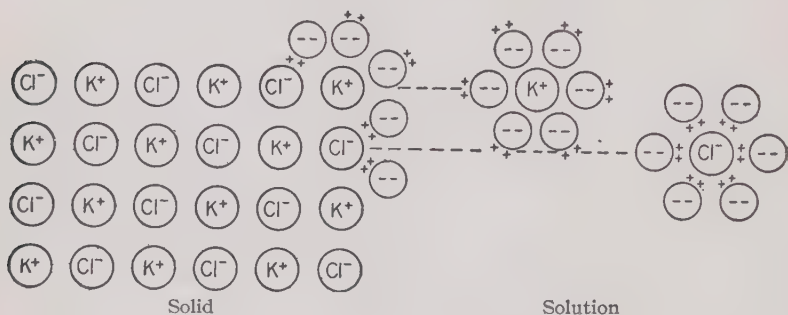 ++
-- --
++ -- ++ ++ -- -- ++
Cl⁻ K⁺ Cl⁻ K⁺ Cl⁻ K⁺ ++ -- K⁺ -- ++
-- -- -- --
K⁺ Cl⁻ K⁺ Cl⁻ K⁺ Cl⁻ ++ ++ ++ ++ ++ -- ++ Cl⁻ ++ --
-- ++ ++
Cl⁻ K⁺ Cl⁻ K⁺ Cl⁻ K⁺ -- --
K⁺ Cl⁻ K⁺ Cl⁻ K⁺ Cl⁻
Solid Solution